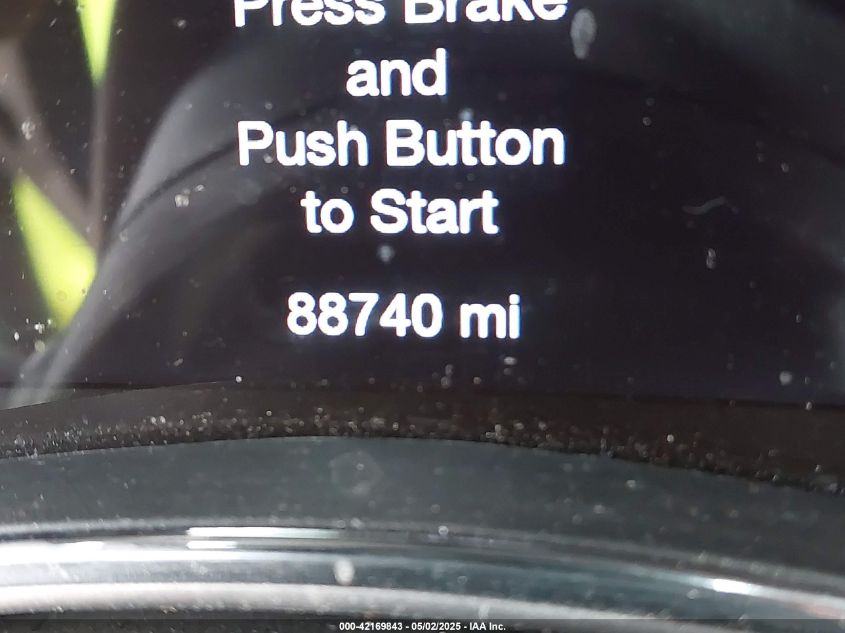 Press Brake
and
Push Button
to Start
88740 mi
000-42169843 - 05/02/2025 - IAA Inc.